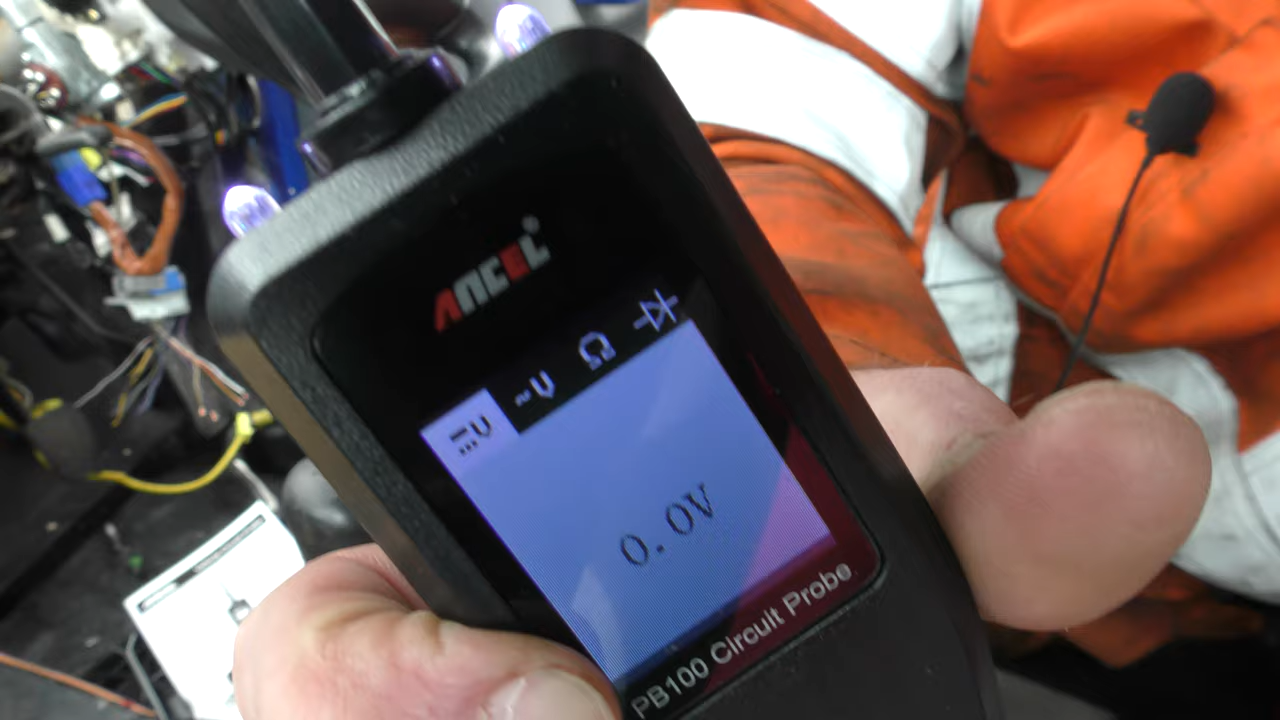 ANCEL®
V ~V Ω
0.0V
PB100 Circuit Probe